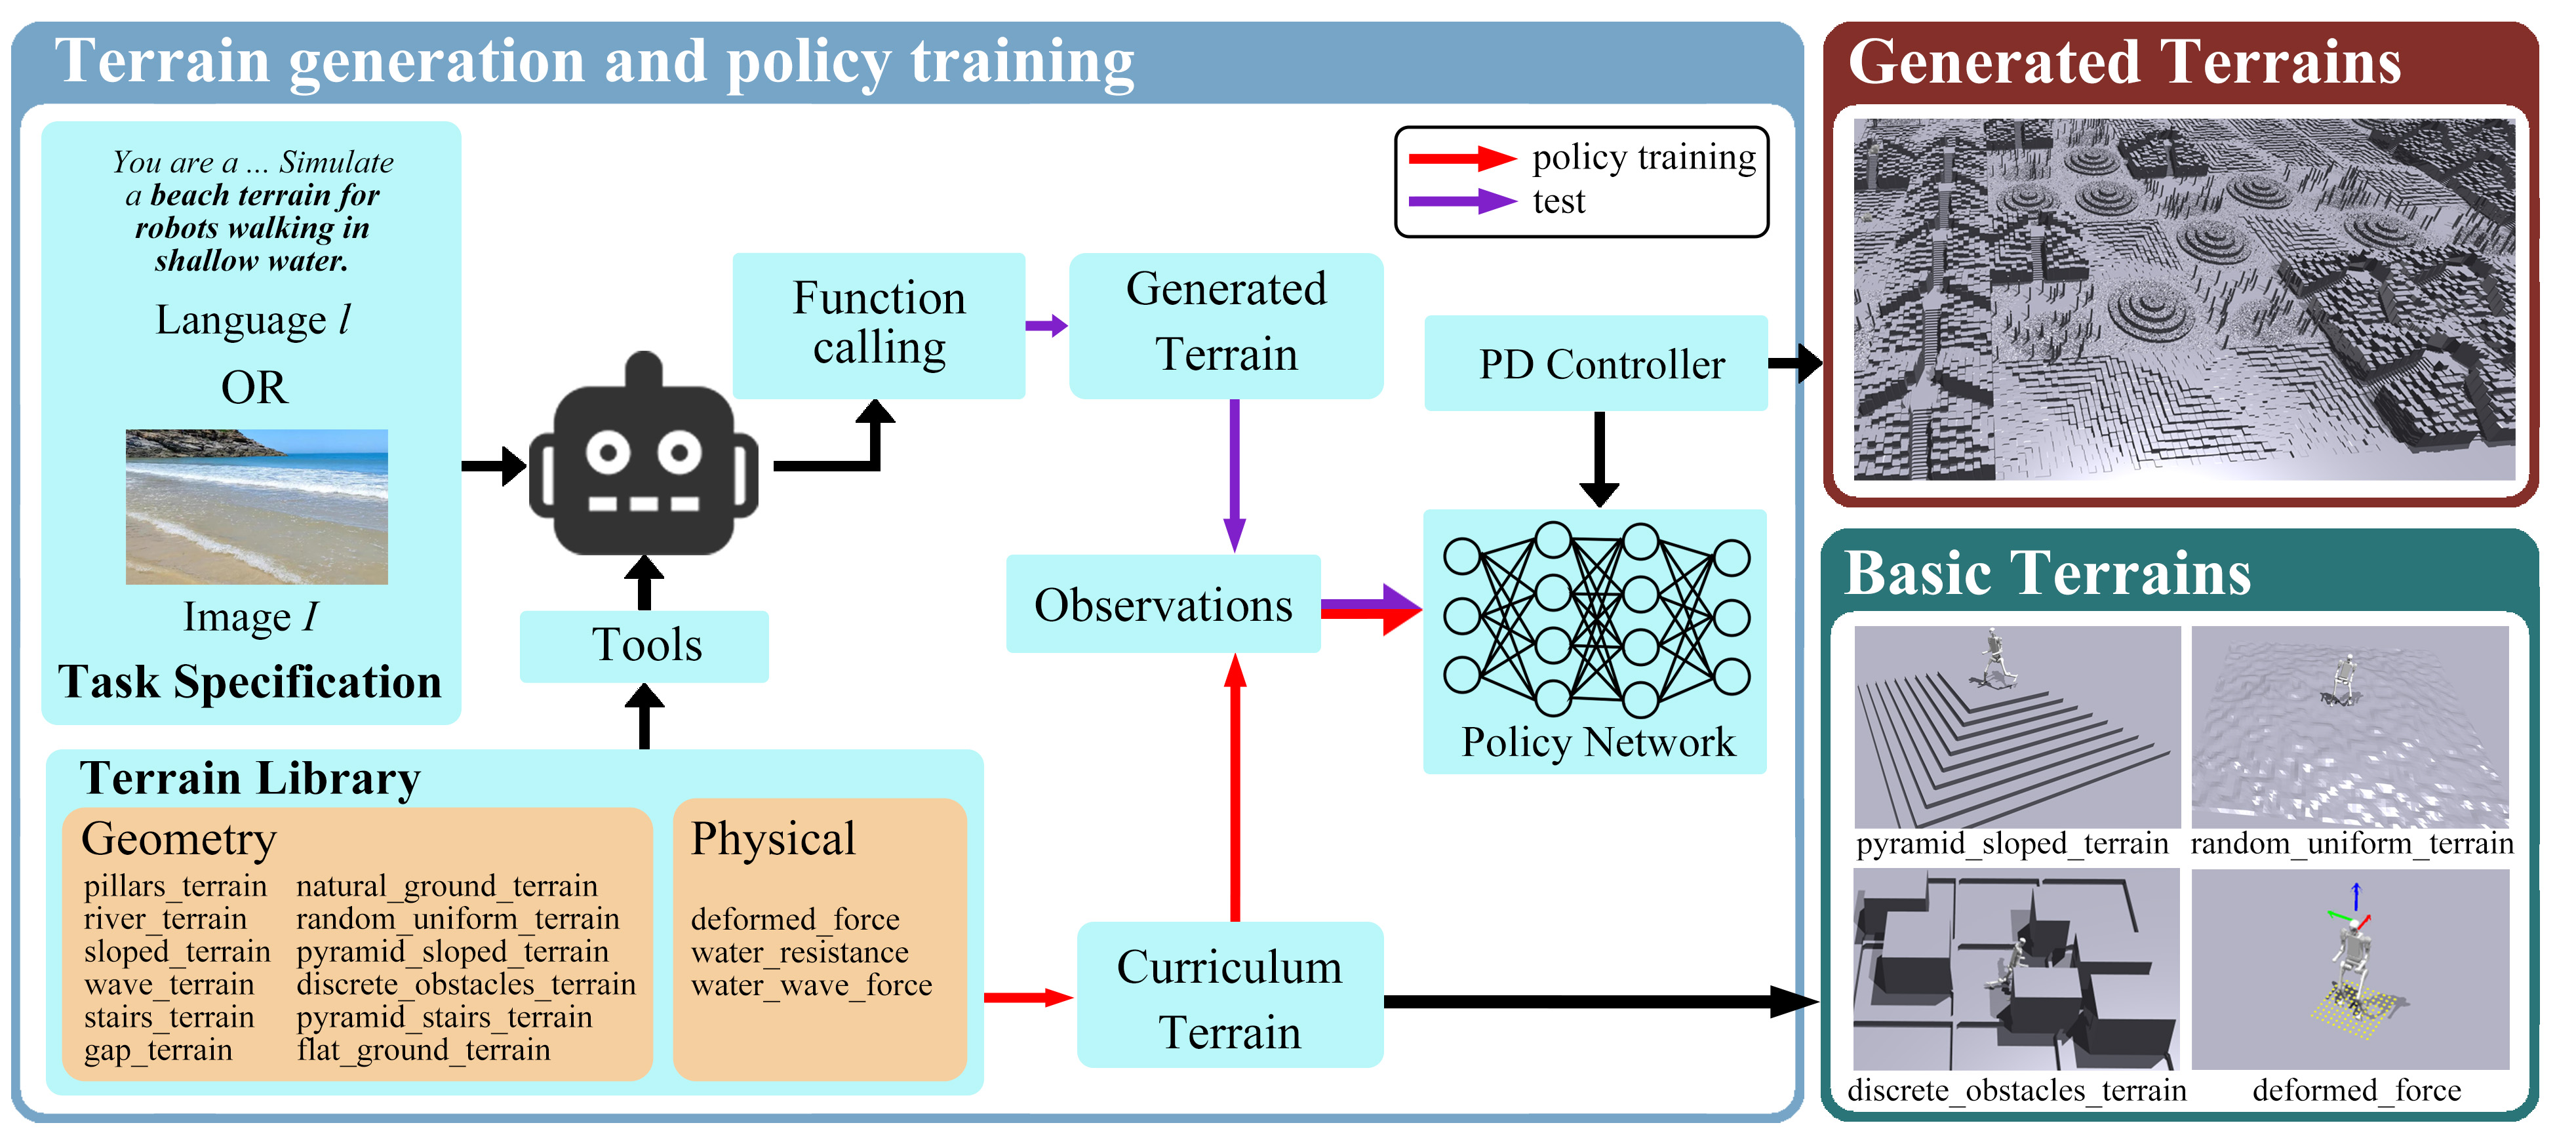 Terrain generation and policy training
You are a ... Simulate
a beach terrain for
robots walking in
shallow water.
Language l
OR
Image I
Task Specification
Function
calling
Generated
Terrain
policy training
test
PD Controller
Observations
Policy Network
Tools
Terrain Library
Geometry
pillars_terrain
river_terrain
sloped_terrain
wave_terrain
stairs_terrain
gap_terrain
natural_ground_terrain
random_uniform_terrain
pyramid_sloped_terrain
discrete_obstacles_terrain
pyramid_stairs_terrain
flat_ground_terrain
Physical
deformed_force
water_resistance
water_wave_force
Curriculum
Terrain
Generated Terrains
Basic Terrains
pyramid_sloped_terrain
random_uniform_terrain
discrete_obstacles_terrain
deformed_force